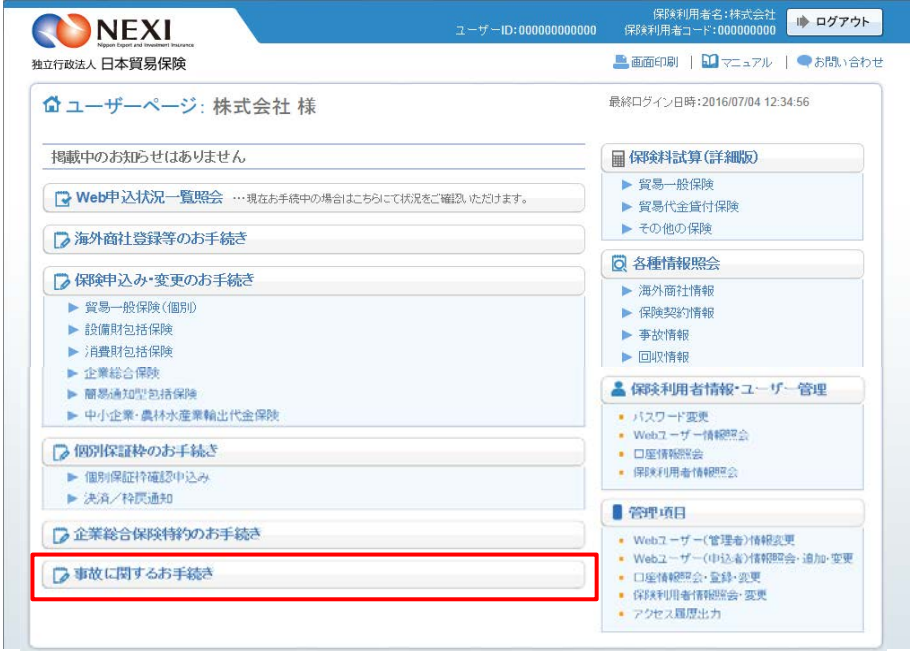 NEXI
Nippon Export and Investment Insurance
独立行政法人 日本貿易保険
ユーザーID:000000000000
保険利用者名:株式会社
保険利用者コード:000000000
ログアウト
画面印刷 | マニュアル | お問い合わせ
ユーザーページ: 株式会社 様
最終ログイン日時:2016/07/04 12:34:56
掲載中のお知らせはありません
Web申込状況一覧照会 …現在お手続中の場合はこちらにて状況をご確認いただけます。
海外商社登録等のお手続き
保険申込み・変更のお手続き
貿易一般保険(個別)
設備財包括保険
消費財包括保険
企業総合保険
簡易通知型包括保険
中小企業・農林水産業輸出代金保険
個別保証枠のお手続き
個別保証枠確認申込み
決済／枠戻通知
企業総合保険特約のお手続き
事故に関するお手続き
保険料試算(詳細版)
貿易一般保険
貿易代金貸付保険
その他の保険
各種情報照会
海外商社情報
保険契約情報
事故情報
回収情報
保険利用者情報・ユーザー管理
パスワード変更
Webユーザー情報照会
口座情報照会
保険利用者情報照会
管理項目
Webユーザー(管理者)情報変更
Webユーザー(申込者)情報照会・追加・変更
口座情報照会・登録・変更
保険利用者情報照会・変更
アクセス履歴出力